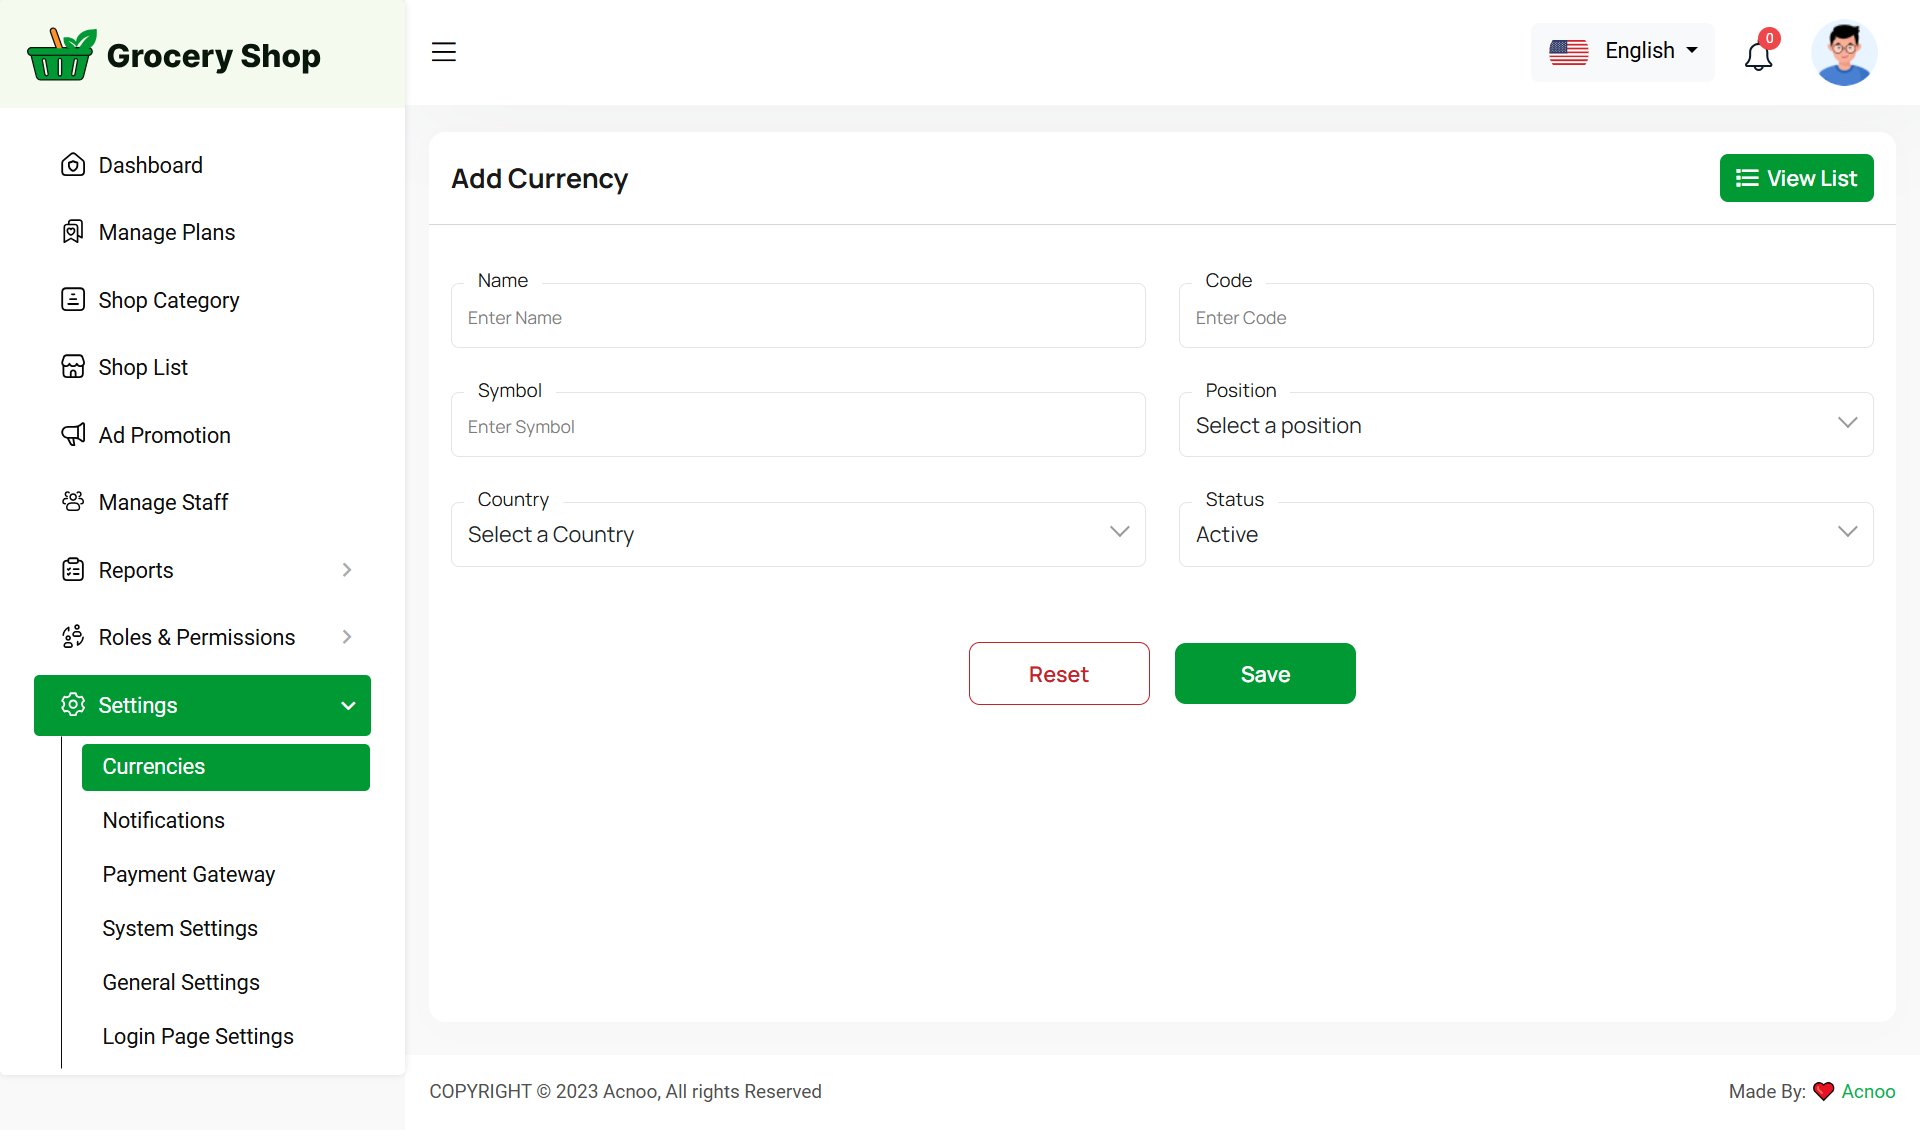 Grocery Shop
English
0
Dashboard
Manage Plans
Shop Category
Shop List
Ad Promotion
Manage Staff
Reports
Roles & Permissions
Settings
Currencies
Notifications
Payment Gateway
System Settings
General Settings
Login Page Settings
Add Currency
View List
Name
Enter Name
Code
Enter Code
Symbol
Enter Symbol
Position
Select a position
Country
Select a Country
Status
Active
Reset
Save
COPYRIGHT © 2023 Acnoo, All rights Reserved
Made By: ❤️ Acnoo